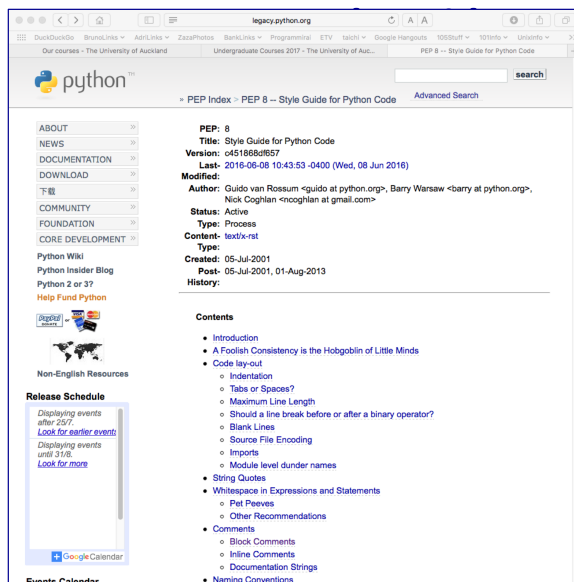 legacy.python.org
A A
DuckDuckGo BrunoLinks AdriLinks ZazaPhotos BankLinks Programmirai ETV taichi Google Hangouts 105Stuff 101Info UniInfo
Our courses - The University of Auckland
Undergraduate Courses 2017 - The University of Auc...
PEP 8 -- Style Guide for Python Code
python™
search
» PEP Index > PEP 8 -- Style Guide for Python Code
Advanced Search
ABOUT »
NEWS »
DOCUMENTATION »
DOWNLOAD »
下载 »
COMMUNITY »
FOUNDATION »
CORE DEVELOPMENT »
Python Wiki
Python Insider Blog
Python 2 or 3?
Help Fund Python
PayPal or VISA
DONATE
Non-English Resources
Release Schedule
Displaying events
after 25/7.
Look for earlier events
Displaying events
until 31/8.
Look for more
+ Google Calendar
Events Calendar
PEP: 8
Title: Style Guide for Python Code
Version: c451868df657
Last- 2016-06-08 10:43:53 -0400 (Wed, 08 Jun 2016)
Modified:
Author: Guido van Rossum <guido at python.org>, Barry Warsaw <barry at python.org>,
Nick Coghlan <ncoghlan at gmail.com>
Status: Active
Type: Process
Content- text/x-rst
Type:
Created: 05-Jul-2001
Post- 05-Jul-2001, 01-Aug-2013
History:
Contents
• Introduction
• A Foolish Consistency is the Hobgoblin of Little Minds
• Code lay-out
◦ Indentation
◦ Tabs or Spaces?
◦ Maximum Line Length
◦ Should a line break before or after a binary operator?
◦ Blank Lines
◦ Source File Encoding
◦ Imports
◦ Module level dunder names
• String Quotes
• Whitespace in Expressions and Statements
◦ Pet Peeves
◦ Other Recommendations
• Comments
◦ Block Comments
◦ Inline Comments
◦ Documentation Strings
• Naming Conventions